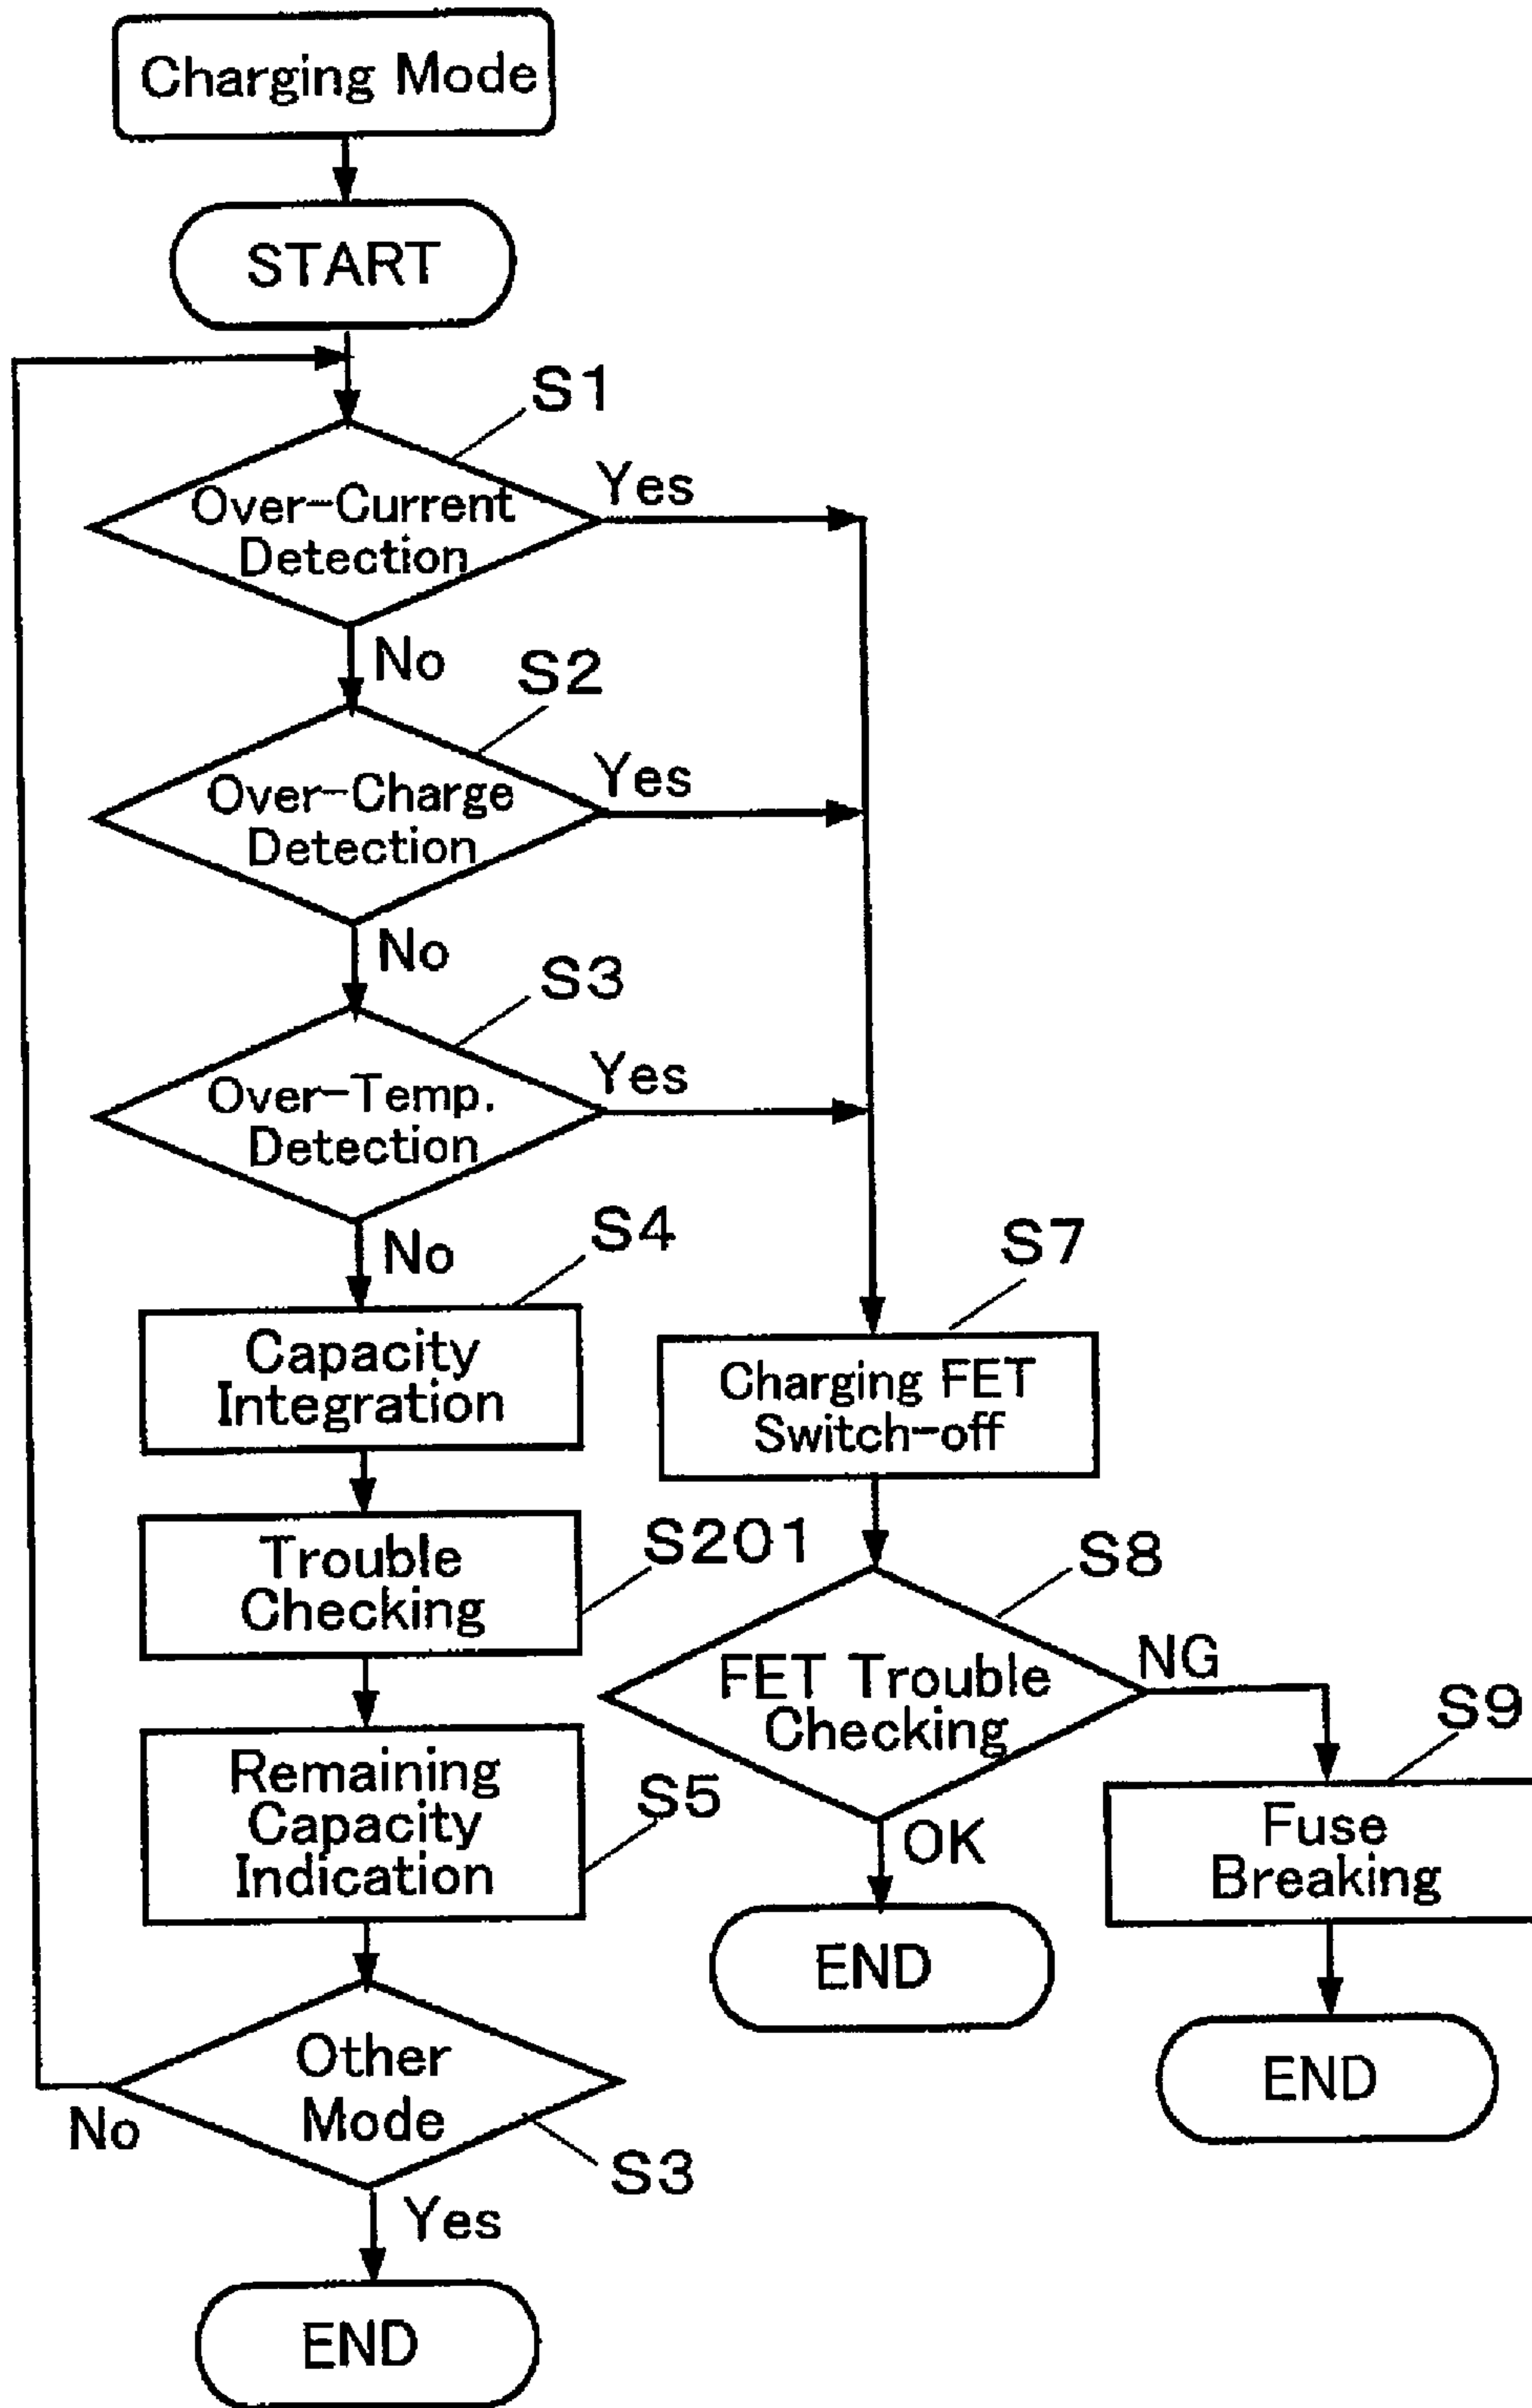 Charging Mode
START
S1
Over-Current
Detection
Yes
No
S2
Over-Charge
Detection
Yes
No
S3
Over-Temp.
Detection
Yes
No
S4
Capacity
Integration
S7
Charging FET
Switch-off
Trouble
Checking
S201
S8
FET Trouble
Checking
NG
OK
S9
Fuse
Breaking
Remaining
Capacity
Indication
S5
END
END
Other
Mode
No
S3
Yes
END